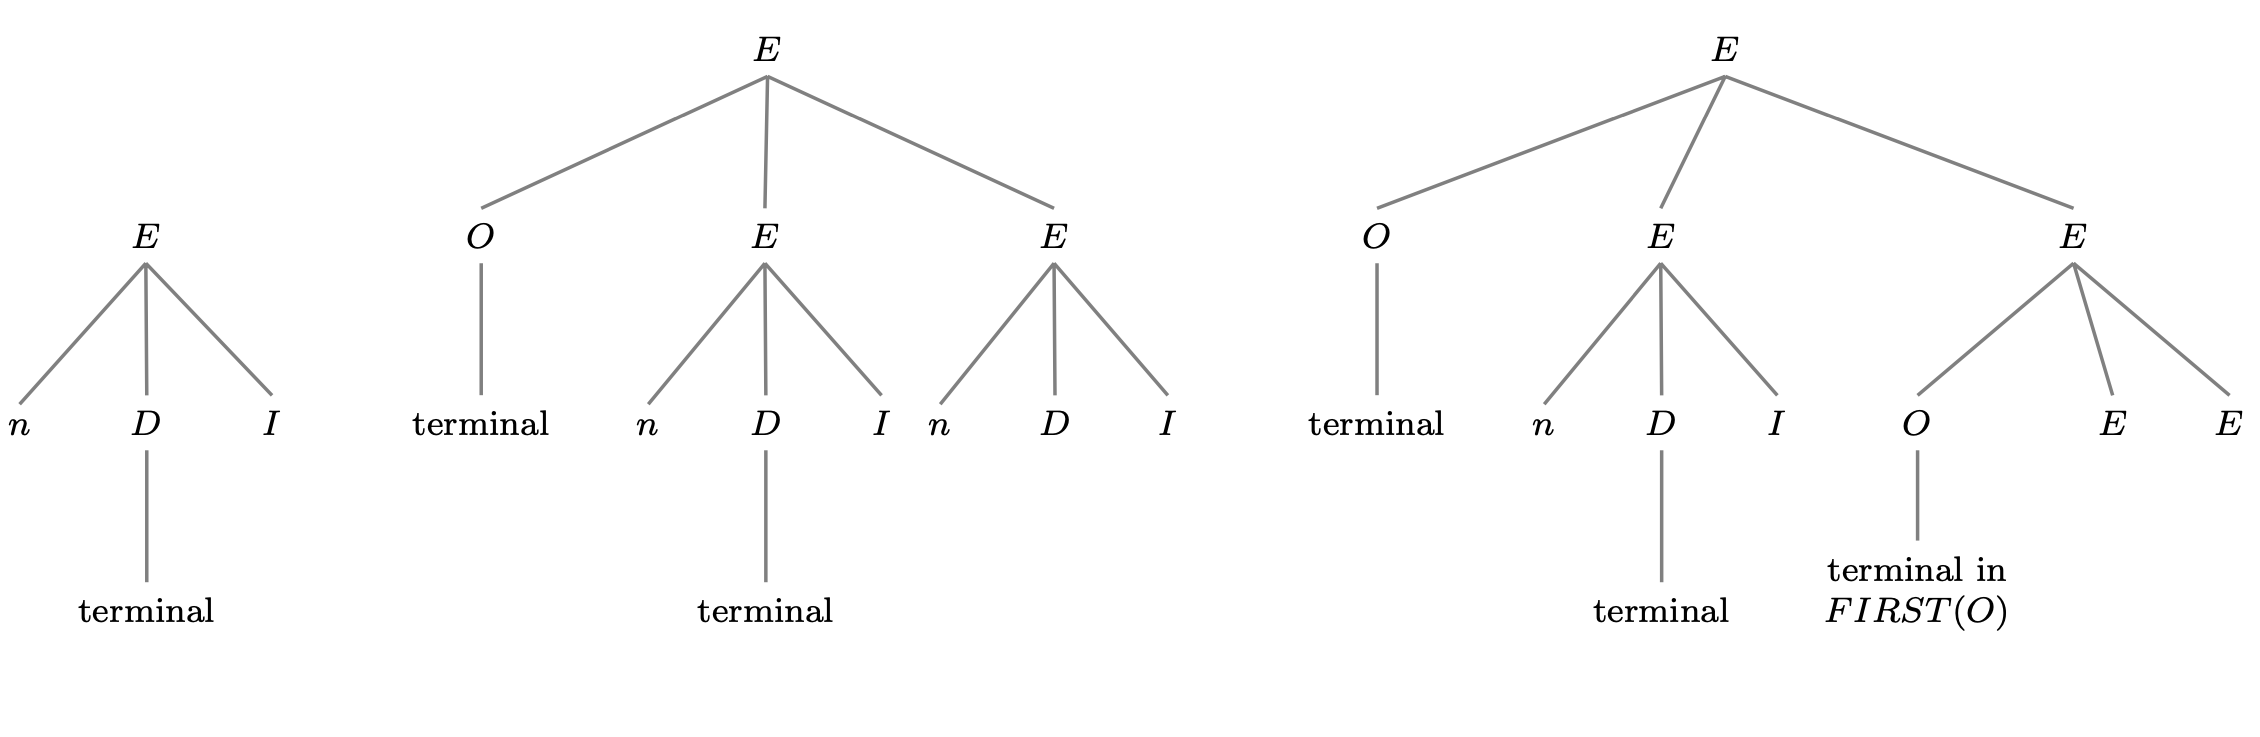 E E
E O E E O E E
n D I terminal n D I n D I terminal n D I O E E
terminal in
terminal terminal terminal FIRST(O)